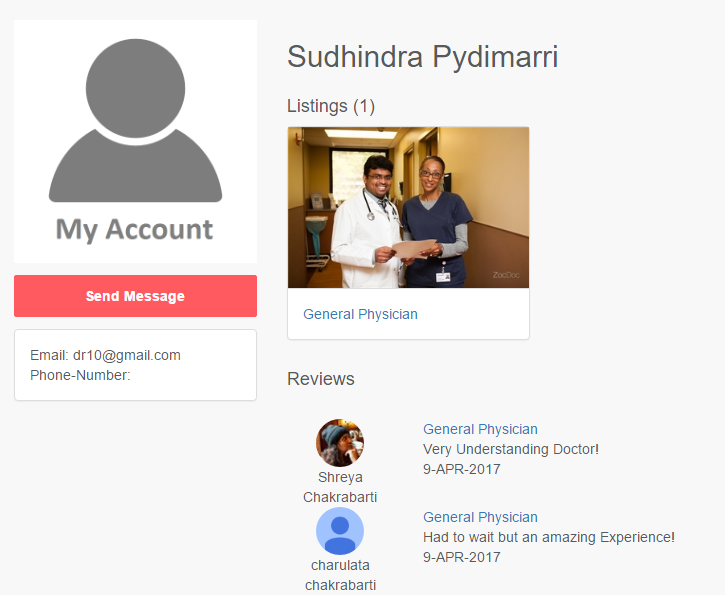 My Account
Send Message
Email: dr10@gmail.com
Phone-Number:
Sudhindra Pydimarri
Listings (1)
ZocDoc
General Physician
Reviews
Shreya
Chakrabarti
General Physician
Very Understanding Doctor!
9-APR-2017
charulata
chakrabarti
General Physician
Had to wait but an amazing Experience!
9-APR-2017